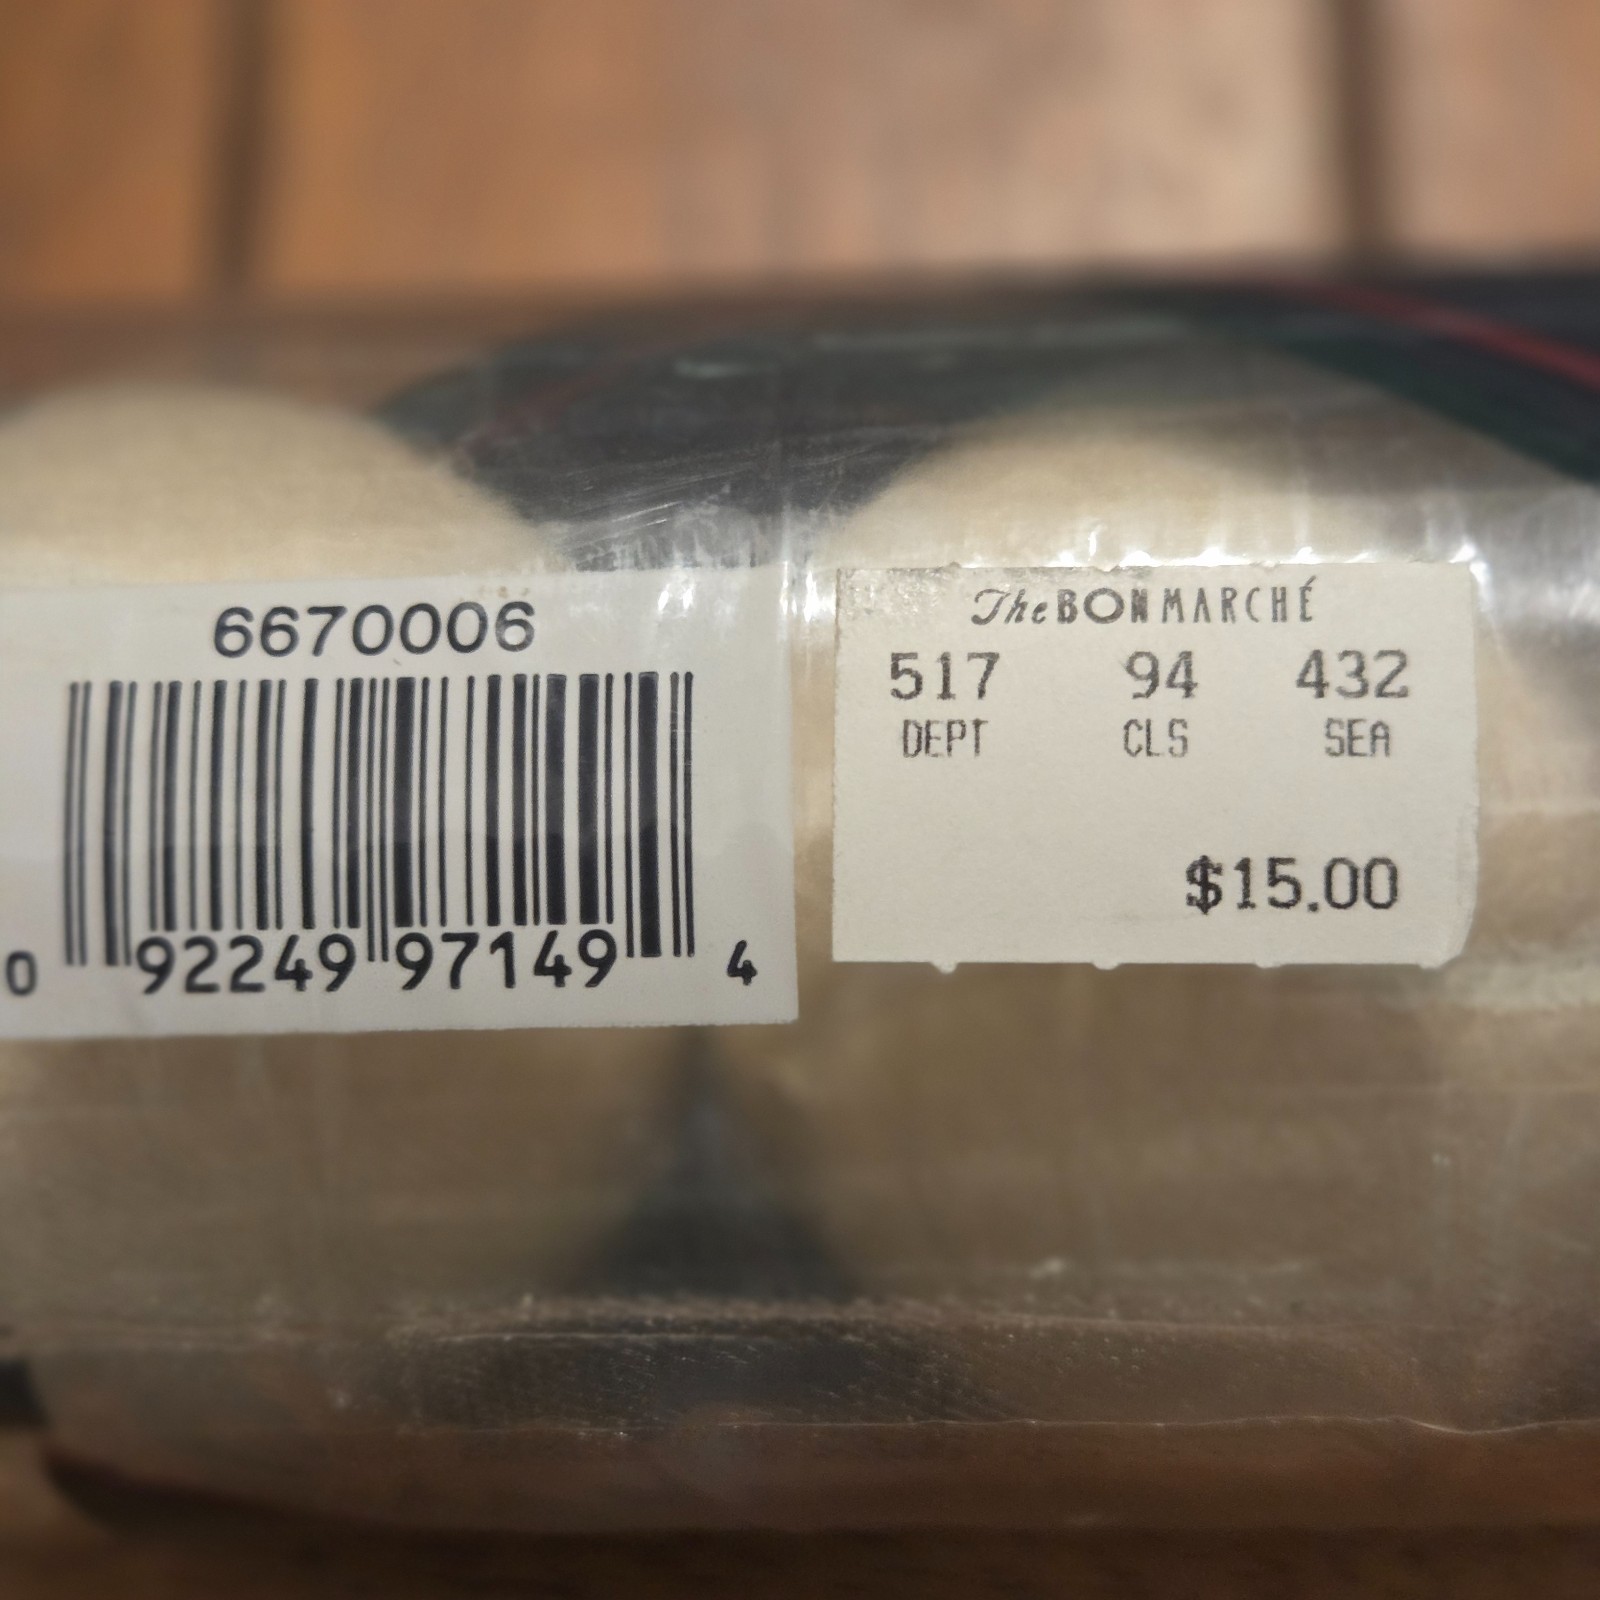 6670006
0 92249 97149 4
The BON MARCHÉ
517 94 432
DEPT CLS SEA
$15.00